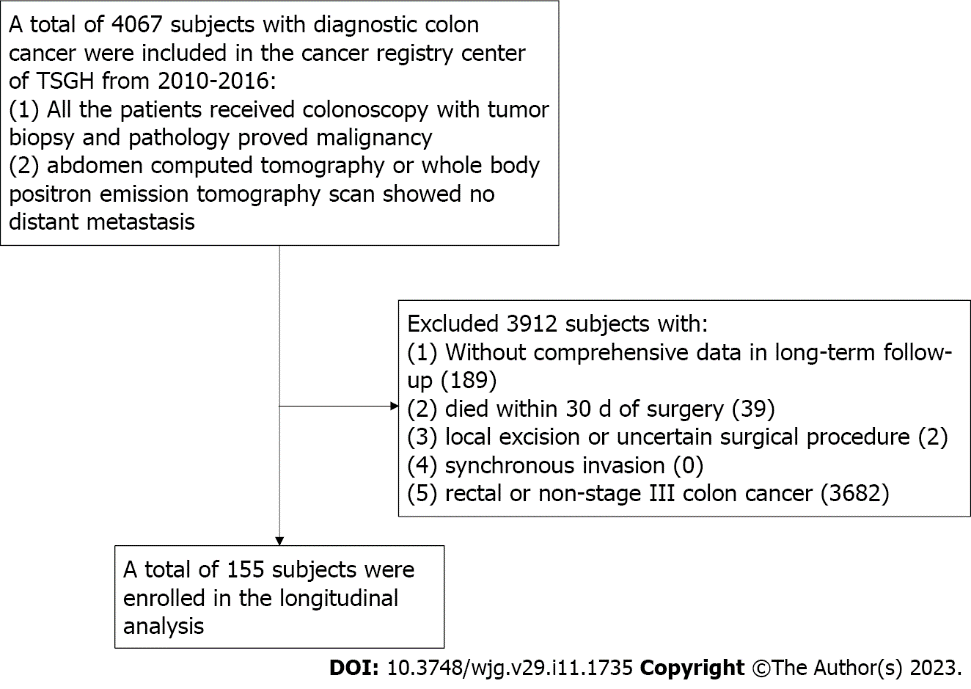 A total of 4067 subjects with diagnostic colon
cancer were included in the cancer registry center
of TSGH from 2010-2016:
(1) All the patients received colonoscopy with tumor
biopsy and pathology proved malignancy
(2) abdomen computed tomography or whole body
positron emission tomography scan showed no
distant metastasis
Excluded 3912 subjects with:
(1) Without comprehensive data in long-term follow-
up (189)
(2) died within 30 d of surgery (39)
(3) local excision or uncertain surgical procedure (2)
(4) synchronous invasion (0)
(5) rectal or non-stage III colon cancer (3682)
A total of 155 subjects were
enrolled in the longitudinal
analysis
DOI: 10.3748/wjg.v29.i11.1735 Copyright ©The Author(s) 2023.